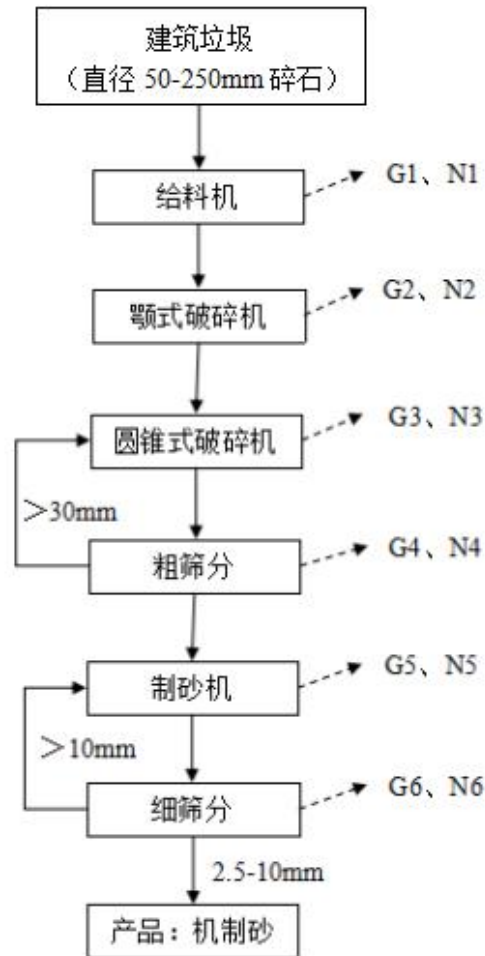 建筑垃圾
（直径 50-250mm 碎石）
给料机
G1、N1
颚式破碎机
G2、N2
圆锥式破碎机
G3、N3
＞30mm
粗筛分
G4、N4
制砂机
G5、N5
＞10mm
细筛分
G6、N6
2.5-10mm
产品：机制砂